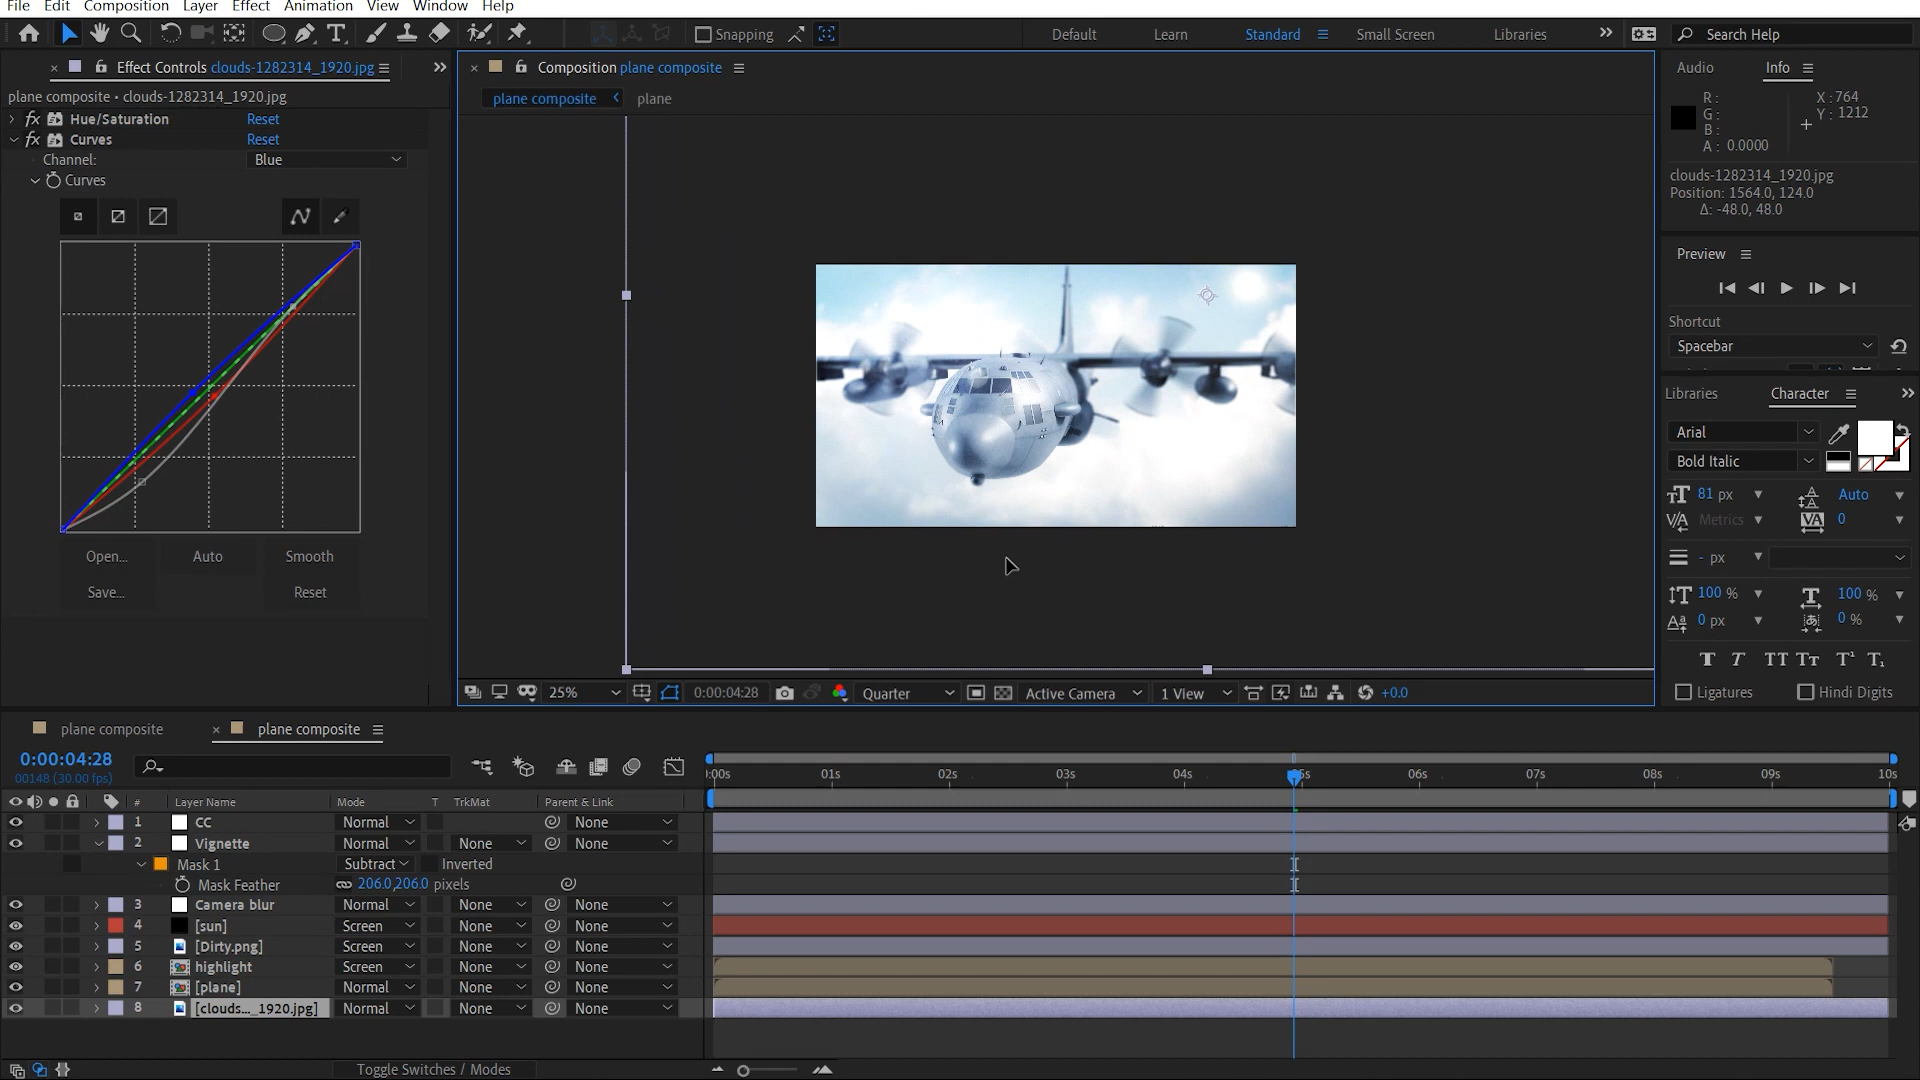 File Edit Composition Layer Effect Animation View Window Help
Snapping
Default Learn Standard Small Screen Libraries
Search Help
Effect Controls clouds-1282314_1920.jpg
plane composite • clouds-1282314_1920.jpg
fx Hue/Saturation Reset
fx Curves Reset
Channel: Blue
Curves
Open... Auto Smooth
Save... Reset
Composition plane composite
plane composite plane
25% 0:00:04:28 Quarter Active Camera 1 View +0.0
Audio Info
R :
G :
B :
A : 0.0000
X : 764
Y : 1212
clouds-1282314_1920.jpg
Position: 1564.0, 124.0
Δ: -48.0, 48.0
Preview
Shortcut
Spacebar
Libraries Character
Arial
Bold Italic
81 px Auto
Metrics 0
- px
100 % 100 %
0 px 0 %
Ligatures Hindi Digits
plane composite plane composite
0:00:04:28
00148 (30.00 fps)
# Layer Name Mode T TrkMat Parent & Link
:00s 01s 02s 03s 04s 05s 06s 07s 08s 09s 10s
1 CC Normal None
2 Vignette Normal None None
Mask 1 Subtract Inverted
Mask Feather 206.0,206.0 pixels
3 Camera blur Normal None None
4 [sun] Screen None None
5 [Dirty.png] Screen None None
6 highlight Screen None None
7 [plane] Normal None None
8 [clouds..._1920.jpg] Normal None None
Toggle Switches / Modes